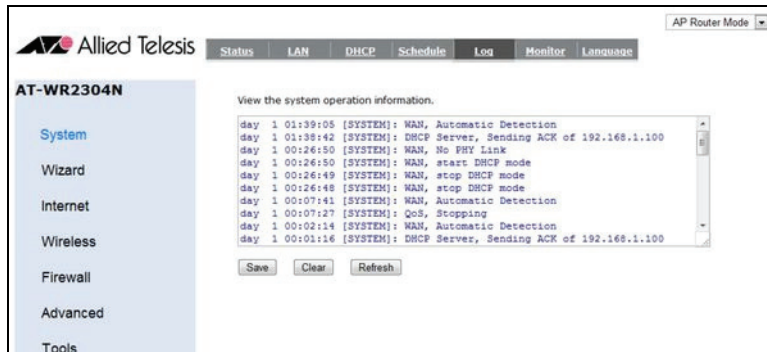 AP Router Mode
Allied Telesis
Status LAN DHCP Schedule Log Monitor Language
AT-WR2304N
System
Wizard
Internet
Wireless
Firewall
Advanced
Tools
View the system operation information.
day 1 01:39:05 [SYSTEM]: WAN, Automatic Detection
day 1 01:38:42 [SYSTEM]: DHCP Server, Sending ACK of 192.168.1.100
day 1 00:26:50 [SYSTEM]: WAN, No PHY Link
day 1 00:26:50 [SYSTEM]: WAN, start DHCP mode
day 1 00:26:49 [SYSTEM]: WAN, stop DHCP mode
day 1 00:26:48 [SYSTEM]: WAN, stop DHCP mode
day 1 00:07:41 [SYSTEM]: WAN, Automatic Detection
day 1 00:07:27 [SYSTEM]: QoS, Stopping
day 1 00:02:14 [SYSTEM]: WAN, Automatic Detection
day 1 00:01:16 [SYSTEM]: DHCP Server, Sending ACK of 192.168.1.100
Save Clear Refresh